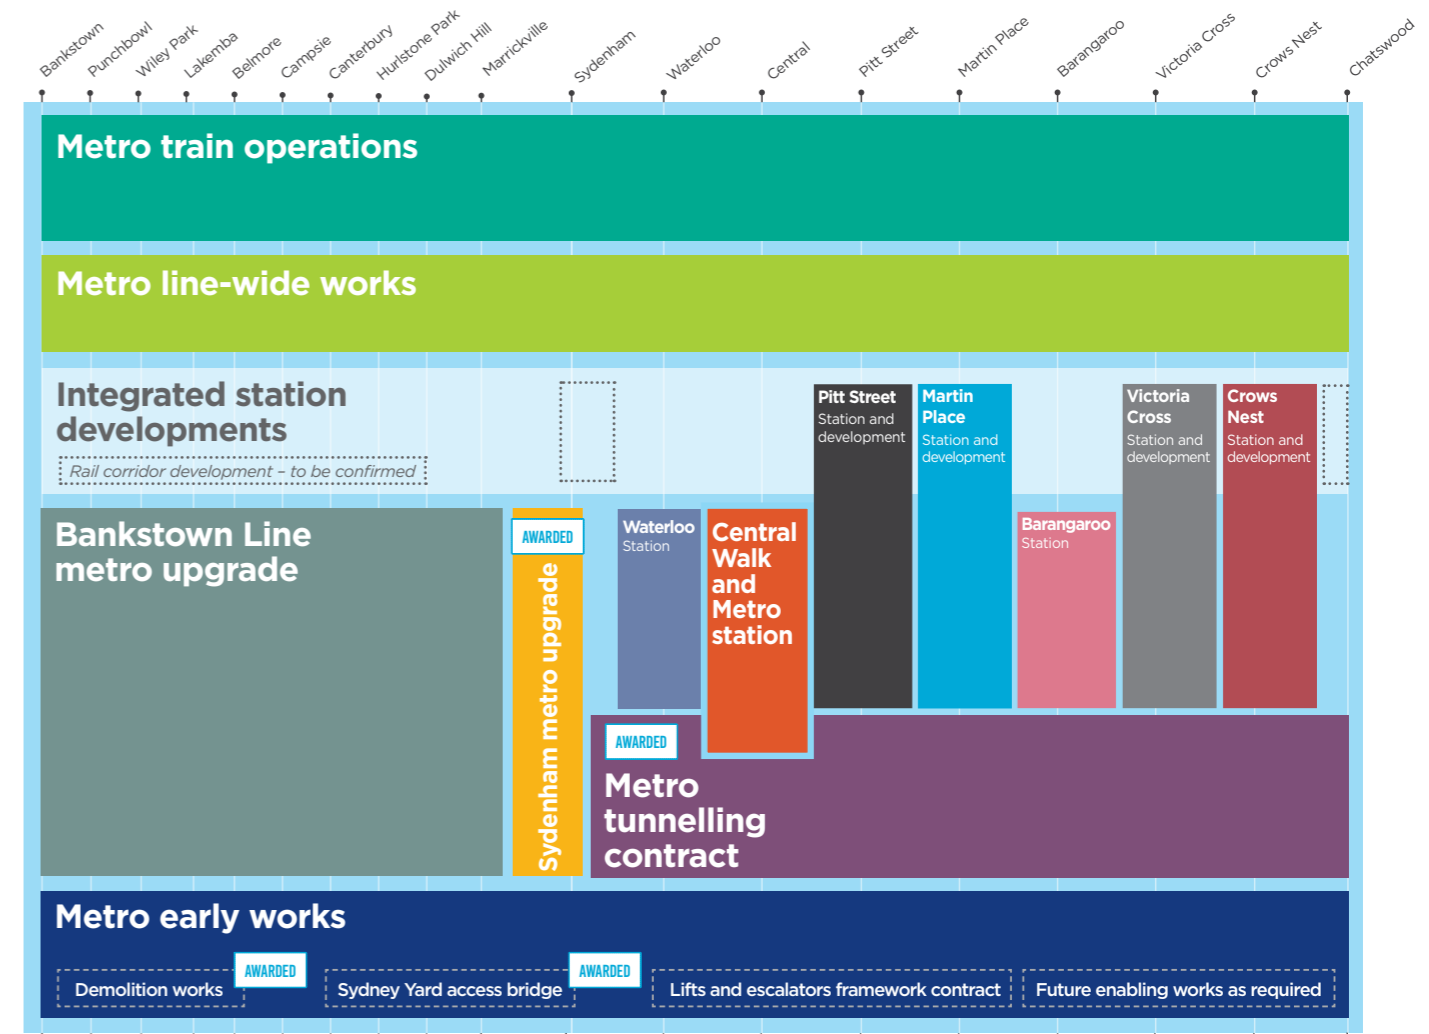 Bankstown
Punchbowl
Wiley Park
Lakemba
Belmore
Campsie
Canterbury
Hurlstone Park
Dulwich Hill
Marrickville
Sydenham
Waterloo
Central
Pitt Street
Martin Place
Barangaroo
Victoria Cross
Crows Nest
Chatswood
Metro train operations
Metro line-wide works
Integrated station
developments
Rail corridor development – to be confirmed
Pitt Street
Station and
development
Martin
Place
Station and
development
Victoria
Cross
Station and
development
Crows
Nest
Station and
development
Bankstown Line
metro upgrade
AWARDED
Sydenham metro upgrade
Waterloo
Station
Central
Walk
and
Metro
station
Barangaroo
Station
AWARDED
Metro
tunnelling
contract
Metro early works
Demolition works
AWARDED
Sydney Yard access bridge
AWARDED
Lifts and escalators framework contract
Future enabling works as required